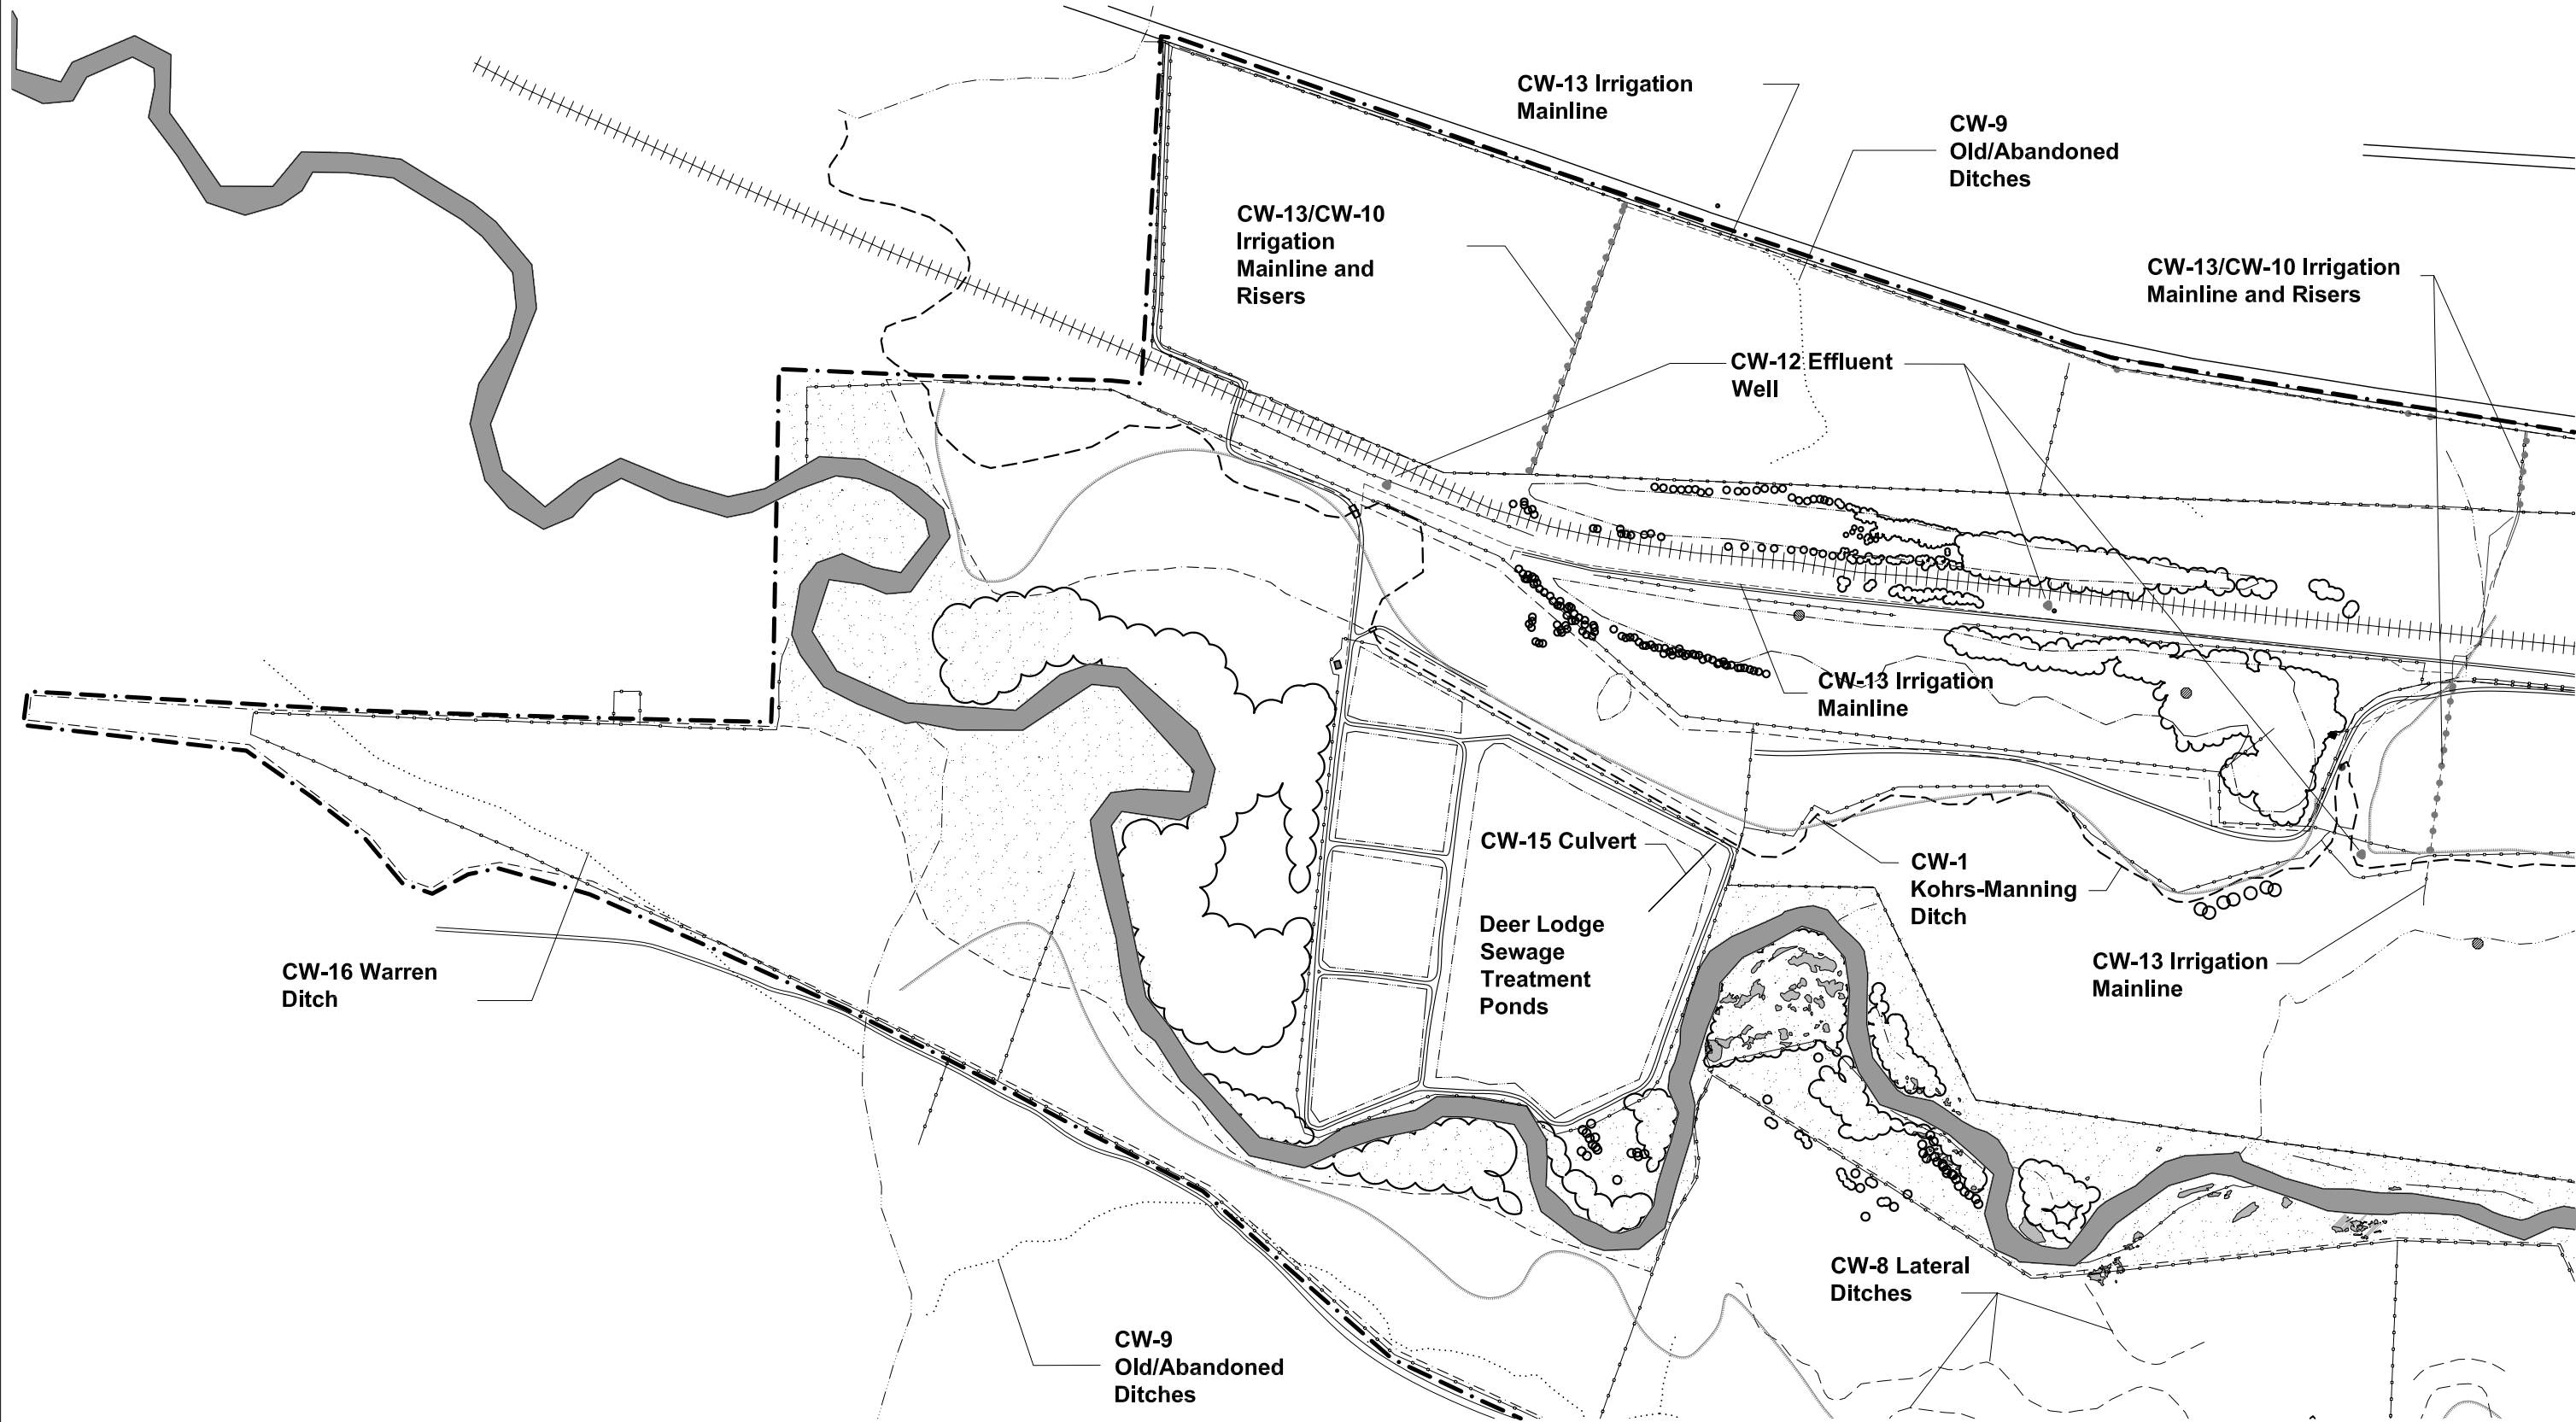 CW-13 Irrigation
Mainline
CW-9
Old/Abandoned
Ditches
CW-13/CW-10
Irrigation
Mainline and
Risers
CW-13/CW-10 Irrigation
Mainline and Risers
CW-12 Effluent
Well
CW-13 Irrigation
Mainline
CW-15 Culvert
CW-1
Kohrs-Manning
Ditch
Deer Lodge
Sewage
Treatment
Ponds
CW-16 Warren
Ditch
CW-13 Irrigation
Mainline
CW-8 Lateral
Ditches
CW-9
Old/Abandoned
Ditches